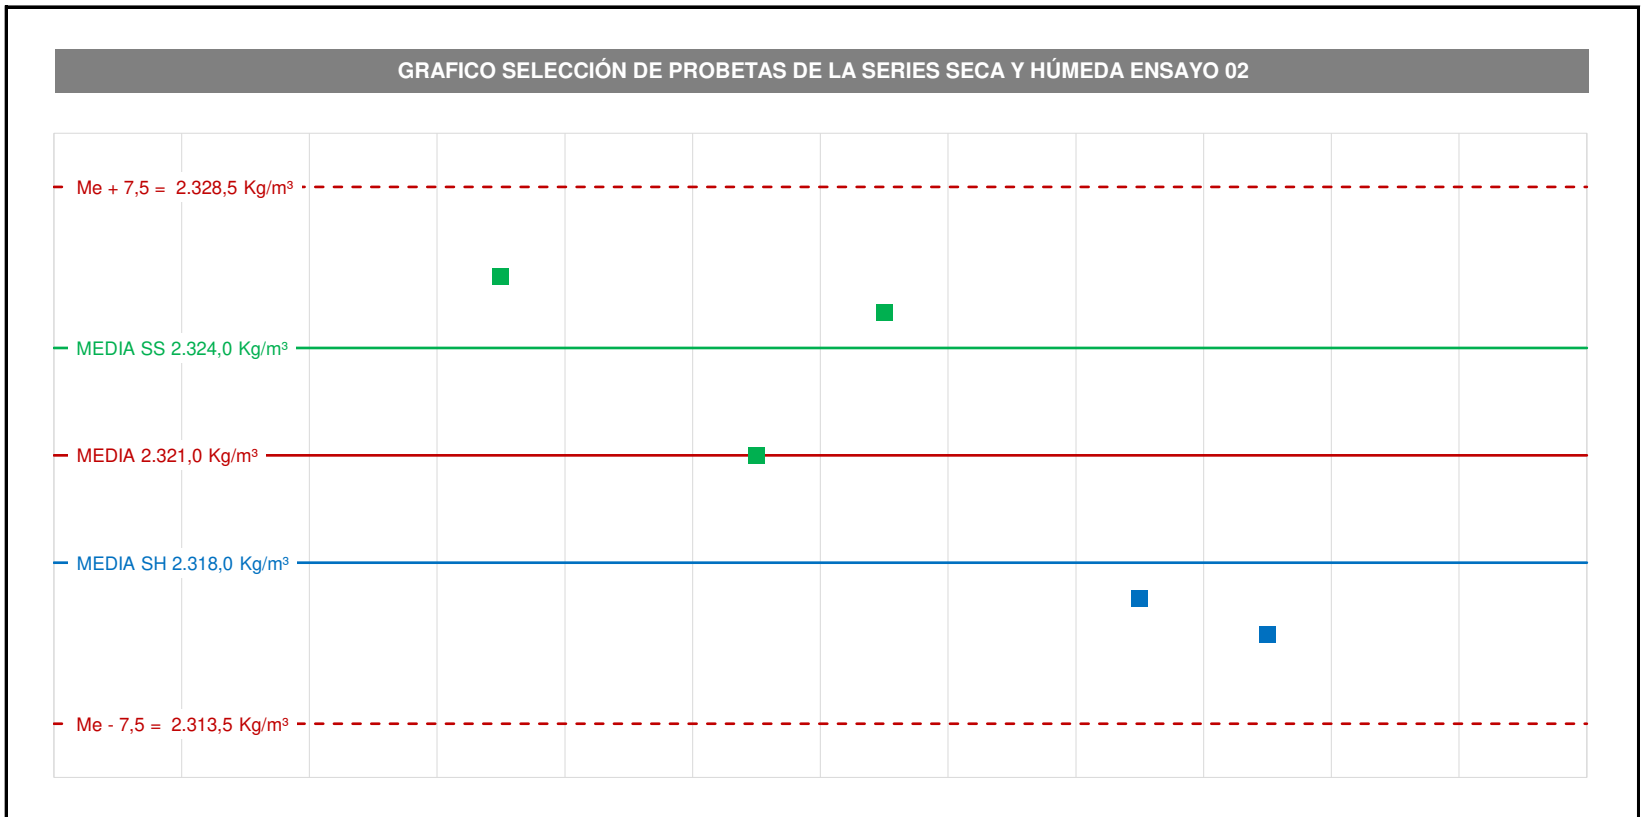 GRAFICO SELECCIÓN DE PROBETAS DE LA SERIES SECA Y HÚMEDA ENSAYO 02
Me + 7,5 = 2.328,5 Kg/m³
MEDIA SS 2.324,0 Kg/m³
MEDIA 2.321,0 Kg/m³
MEDIA SH 2.318,0 Kg/m³
Me - 7,5 = 2.313,5 Kg/m³